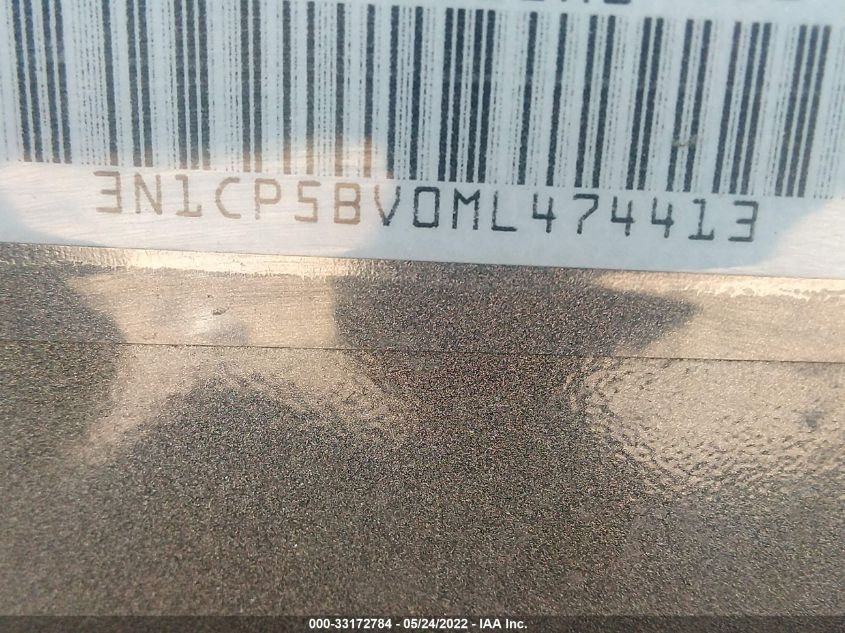 3N1CP5BV0ML474413
000-33172784 - 05/24/2022 - IAA Inc.